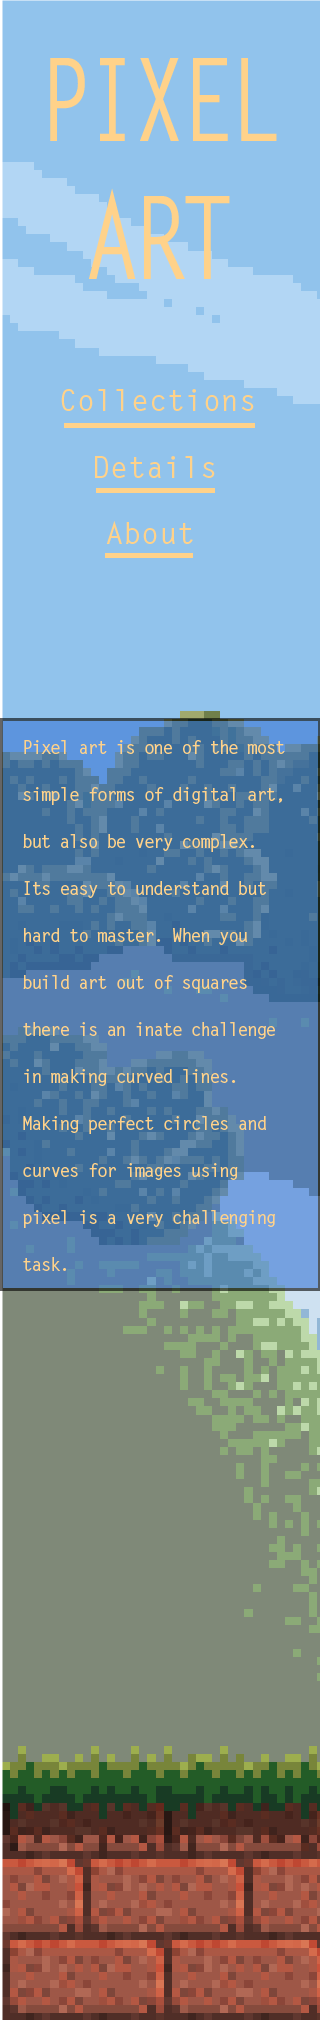 PIXEL
ART
Collections
Details
About
Pixel art is one of the most
simple forms of digital art,
but also be very complex.
Its easy to understand but
hard to master. When you
build art out of squares
there is an inate challenge
in making curved lines.
Making perfect circles and
curves for images using
pixel is a very challenging
task.